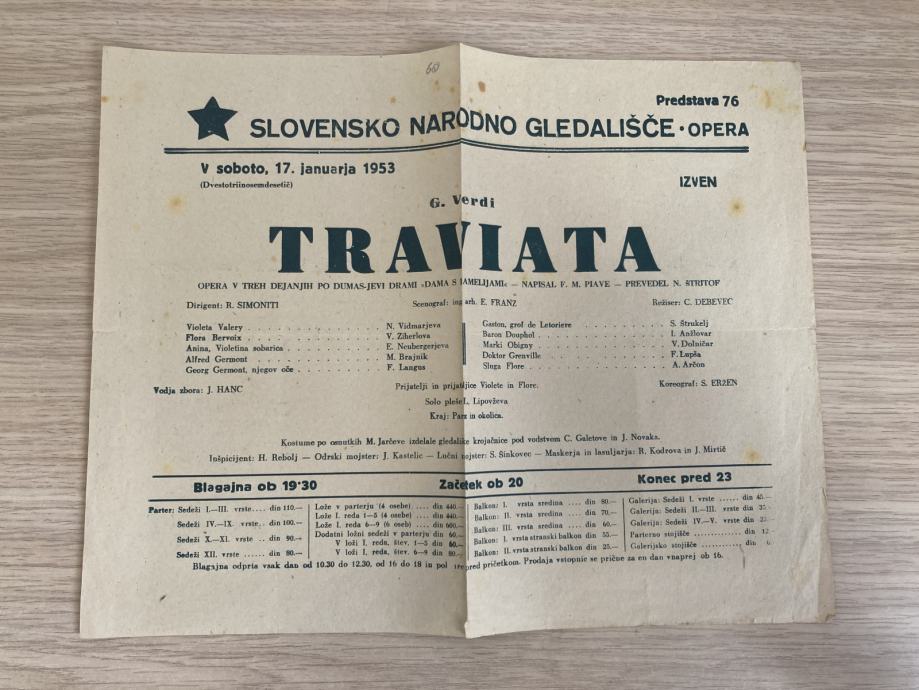 60
Predstava 76
SLOVENSKO NARODNO GLEDALIŠČE · OPERA
V soboto, 17. januarja 1953
(Dvestotriinosemdesetič)
IZVEN
G. Verdi
TRAVIATA
OPERA V TREH DEJANJIH PO DUMAS-JEVI DRAMI »DAMA S KAMELIJAMI« — NAPISAL F. M. PIAVE — PREVEDEL N. ŠTRITOF
Dirigent: R. SIMONITI Scenograf: ing. arh. E. FRANZ Režiser: C. DEBEVEC
Violeta Valery N. Vidmarjeva
Flora Bervoix V. Ziherlova
Anina, Violetina sobarica E. Neubergerjeva
Alfred Germont M. Brajnik
Georg Germont, njegov oče F. Langus
Gaston, grof de Letoriere S. Štrukelj
Baron Douphol I. Anžlovar
Marki Obigny V. Dolničar
Doktor Grenville F. Lupša
Sluga Flore A. Arčon
Vodja zbora: J. HANC Prijatelji in prijateljice Violete in Flore. Koreograf: S. ERŽEN
Solo pleše L. Lipovževa
Kraj: Pariz in okolica.
Kostume po osnutkih M. Jarčeve izdelale gledališke krojačnice pod vodstvom C. Galetove in J. Novaka.
Inšpicijent: H. Rebolj — Odrski mojster: J. Kastelic — Lučni mojster: S. Šinkovec — Maskerja in lasuljarja: R. Kodrova in J. Mirtič
Blagajna ob 19·30 Začetek ob 20 Konec pred 23
Parter: Sedeži I.—III. vrste din 110.—
Sedeži IV.—IX. vrste din 100.—
Sedeži X.—XI. vrste din 90.—
Sedeži XII. vrste din 80.—
Lože v parterju (4 osebe) din 440.—
Lože I. reda 1—5 (4 osebe) din 440.—
Lože I. reda 6—9 (6 oseb) din 600.—
Dodatni ložni sedeži v parterju din 60.—
V loži I. reda, štev. 1—5 din 60.—
V loži I. reda, štev. 6—9 din 80.—
Balkon: I. vrsta sredina din 80.—
Balkon: II. vrsta sredina din 70.—
Balkon: III. vrsta sredina din 60.—
Balkon: I. vrsta stranski balkon din 55.—
Balkon: II. vrsta stranski balkon din 25.—
Galerija: Sedeži I. vrste din 45.—
Galerija: Sedeži II.—III. vrste din
Galerija: Sedeži IV.—V. vrste din
Parterno stojišče din
Galerijsko stojišče din
Blagajna odprta vsak dan od 10.30 do 12.30, od 16 do 18 in pol ure pred pričetkom. Prodaja vstopnic se prične za en dan vnaprej ob 16.